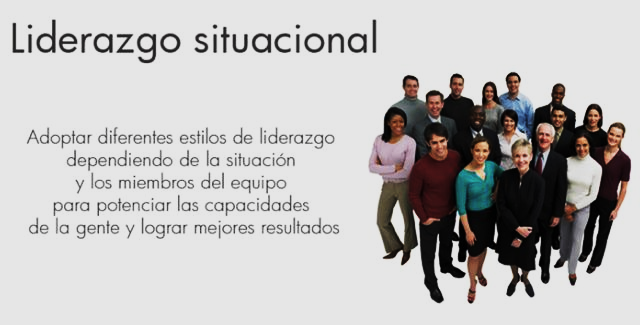 Liderazgo situacional
Adoptar diferentes estilos de liderazgo
dependiendo de la situación
y los miembros del equipo
para potenciar las capacidades
de la gente y lograr mejores resultados